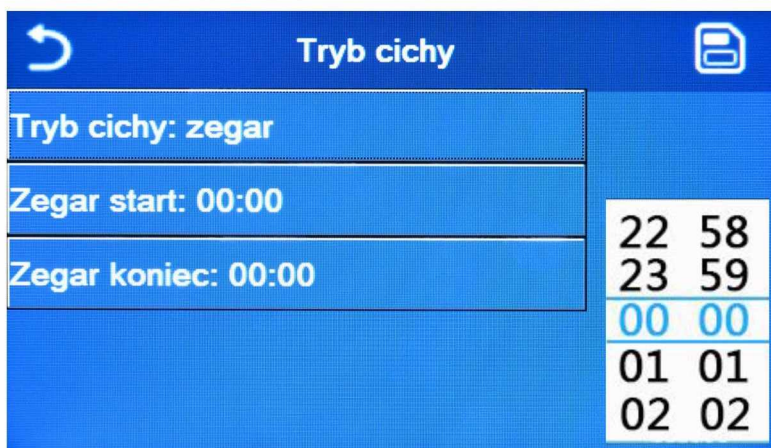 Tryb cichy
Tryb cichy: zegar
Zegar start: 00:00
Zegar koniec: 00:00
22 58
23 59
00 00
01 01
02 02